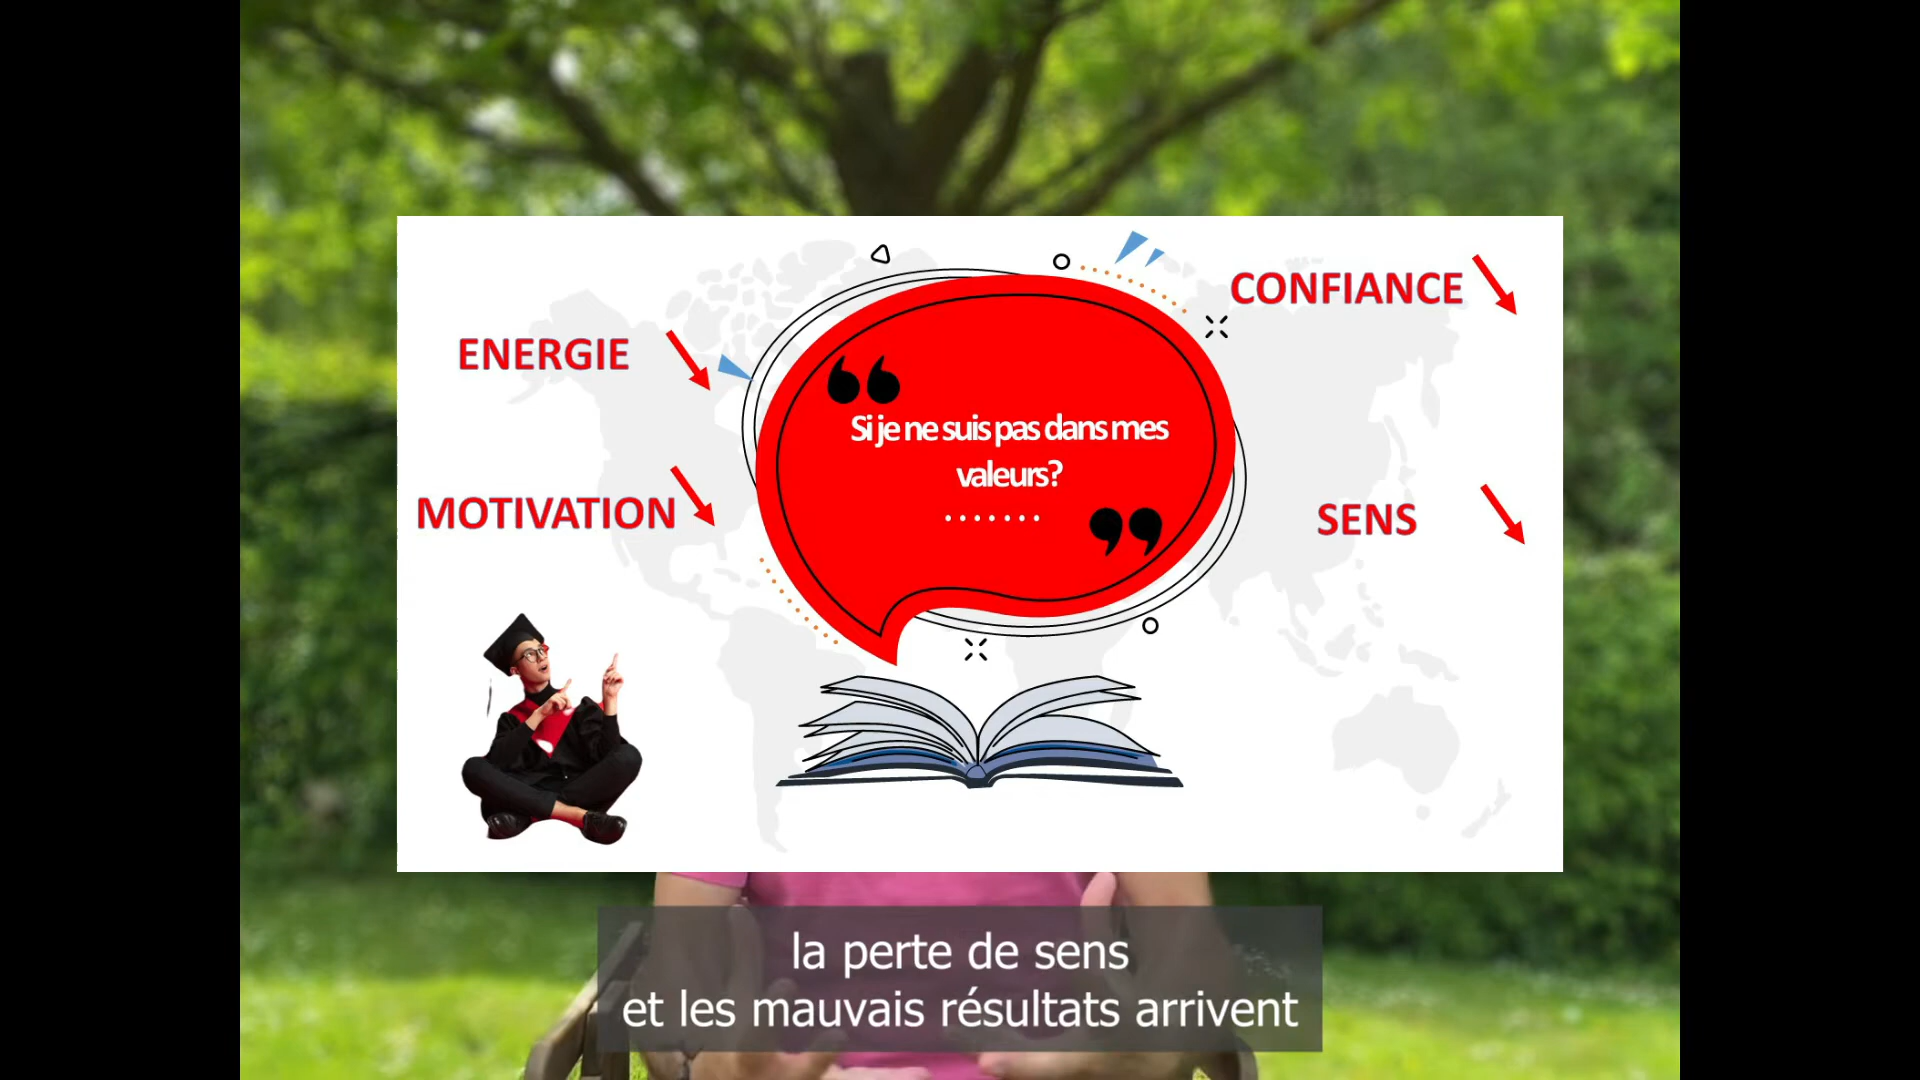 CONFIANCE
ENERGIE
Si je ne suis pas dans mes
valeurs?
MOTIVATION
SENS
la perte de sens
et les mauvais résultats arrivent